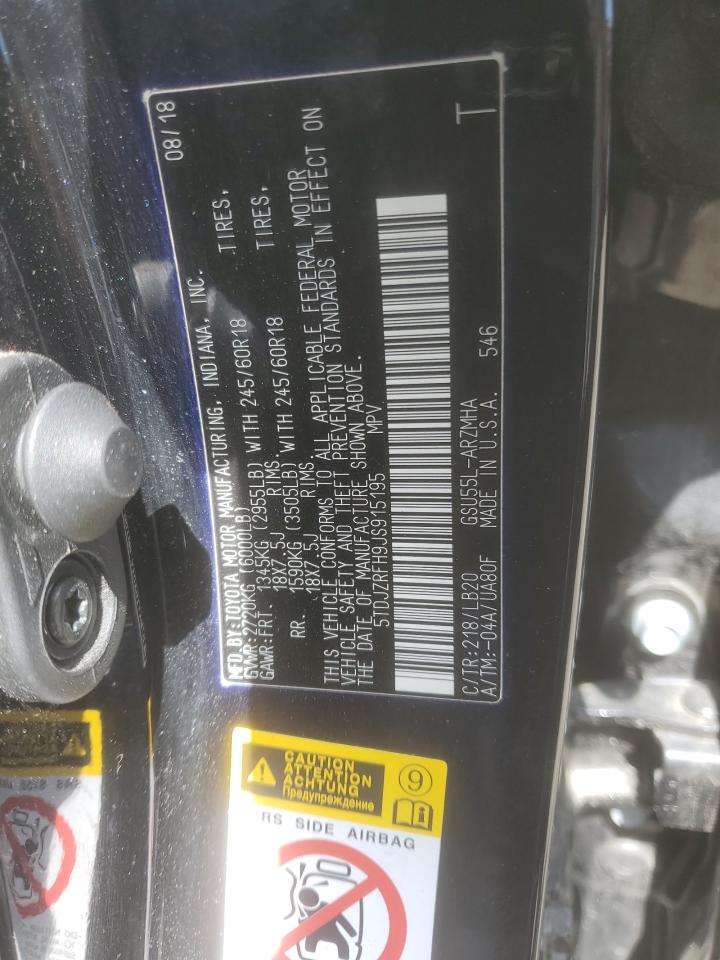 08/18
MFD.BY:TOYOTA MOTOR MANUFACTURING, INDIANA, INC.
GVWR:2720KG (6000LB)
GAWR:FRT. 1345KG (2955LB) WITH 245/60R18 TIRES,
18X7.5J RIMS,
RR. 1590KG (3505LB) WITH 245/60R18 TIRES,
18X7.5J RIMS.
THIS VEHICLE CONFORMS TO ALL APPLICABLE FEDERAL MOTOR
VEHICLE SAFETY AND THEFT PREVENTION STANDARDS IN EFFECT ON
THE DATE OF MANUFACTURE SHOWN ABOVE.
5TDJZRFH9JS915195 MPV
C/TR:218/LB20 GSU55L-ARZMHA T
A/TM:-04A/UA80F MADE IN U.S.A. 546
CAUTION
ATTENTION
ACHTUNG
Предупреждение
9
RS SIDE AIRBAG